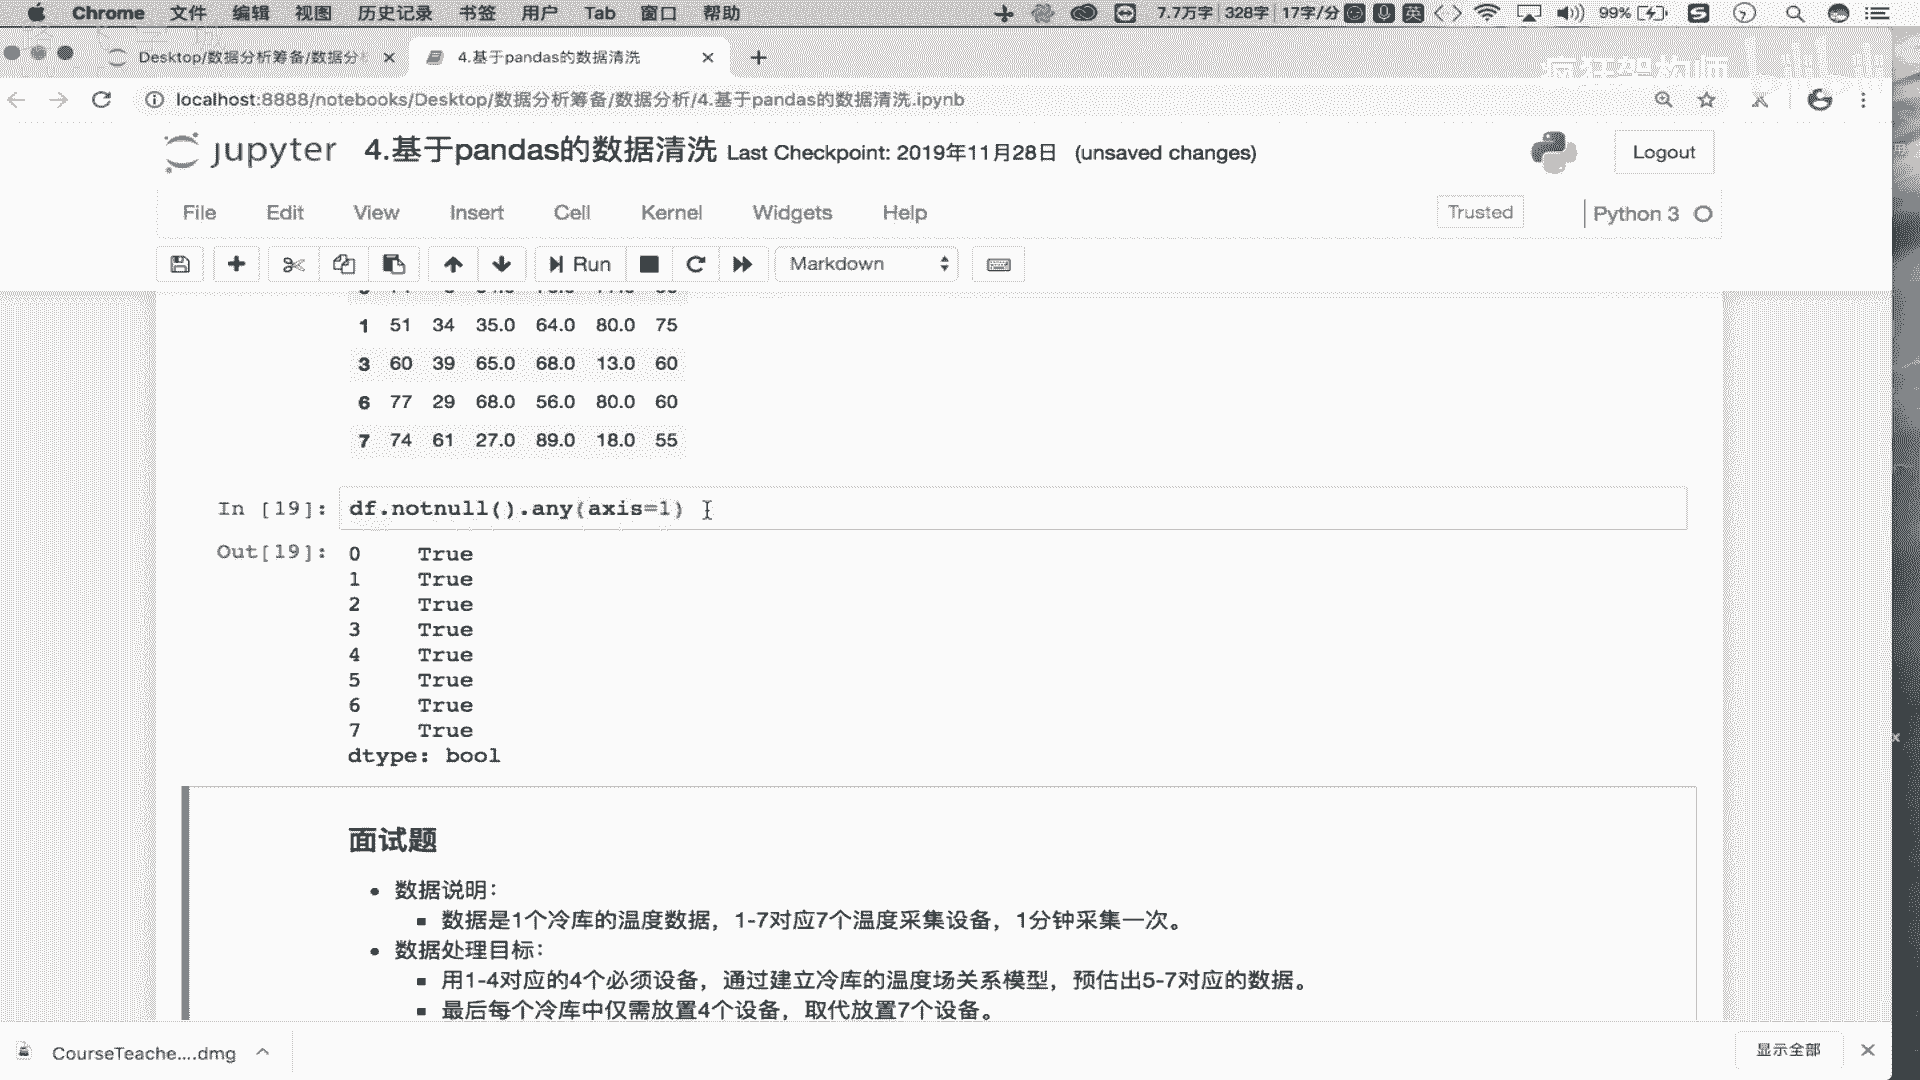 Chrome 文件 编辑 视图 历史记录 书签 用户 Tab 窗口 帮助 7.7万字 328字 17字/分 英 99%
Desktop/数据分析筹备/数据分 4.基于pandas的数据清洗
疯狂架构师
localhost:8888/notebooks/Desktop/数据分析筹备/数据分析/4.基于pandas的数据清洗.ipynb
jupyter 4.基于pandas的数据清洗 Last Checkpoint: 2019年11月28日 (unsaved changes) Logout
File Edit View Insert Cell Kernel Widgets Help Trusted Python 3
Run Markdown
1 51 34 35.0 64.0 80.0 75
3 60 39 65.0 68.0 13.0 60
6 77 29 68.0 56.0 80.0 60
7 74 61 27.0 89.0 18.0 55
In [19]: df.notnull().any(axis=1)
Out[19]: 0 True
1 True
2 True
3 True
4 True
5 True
6 True
7 True
dtype: bool
面试题
数据说明：
数据是1个冷库的温度数据，1-7对应7个温度采集设备，1分钟采集一次。
数据处理目标：
用1-4对应的4个必须设备，通过建立冷库的温度场关系模型，预估出5-7对应的数据。
最后每个冷库中仅需放置4个设备，取代放置7个设备。
CourseTeache....dmg 显示全部